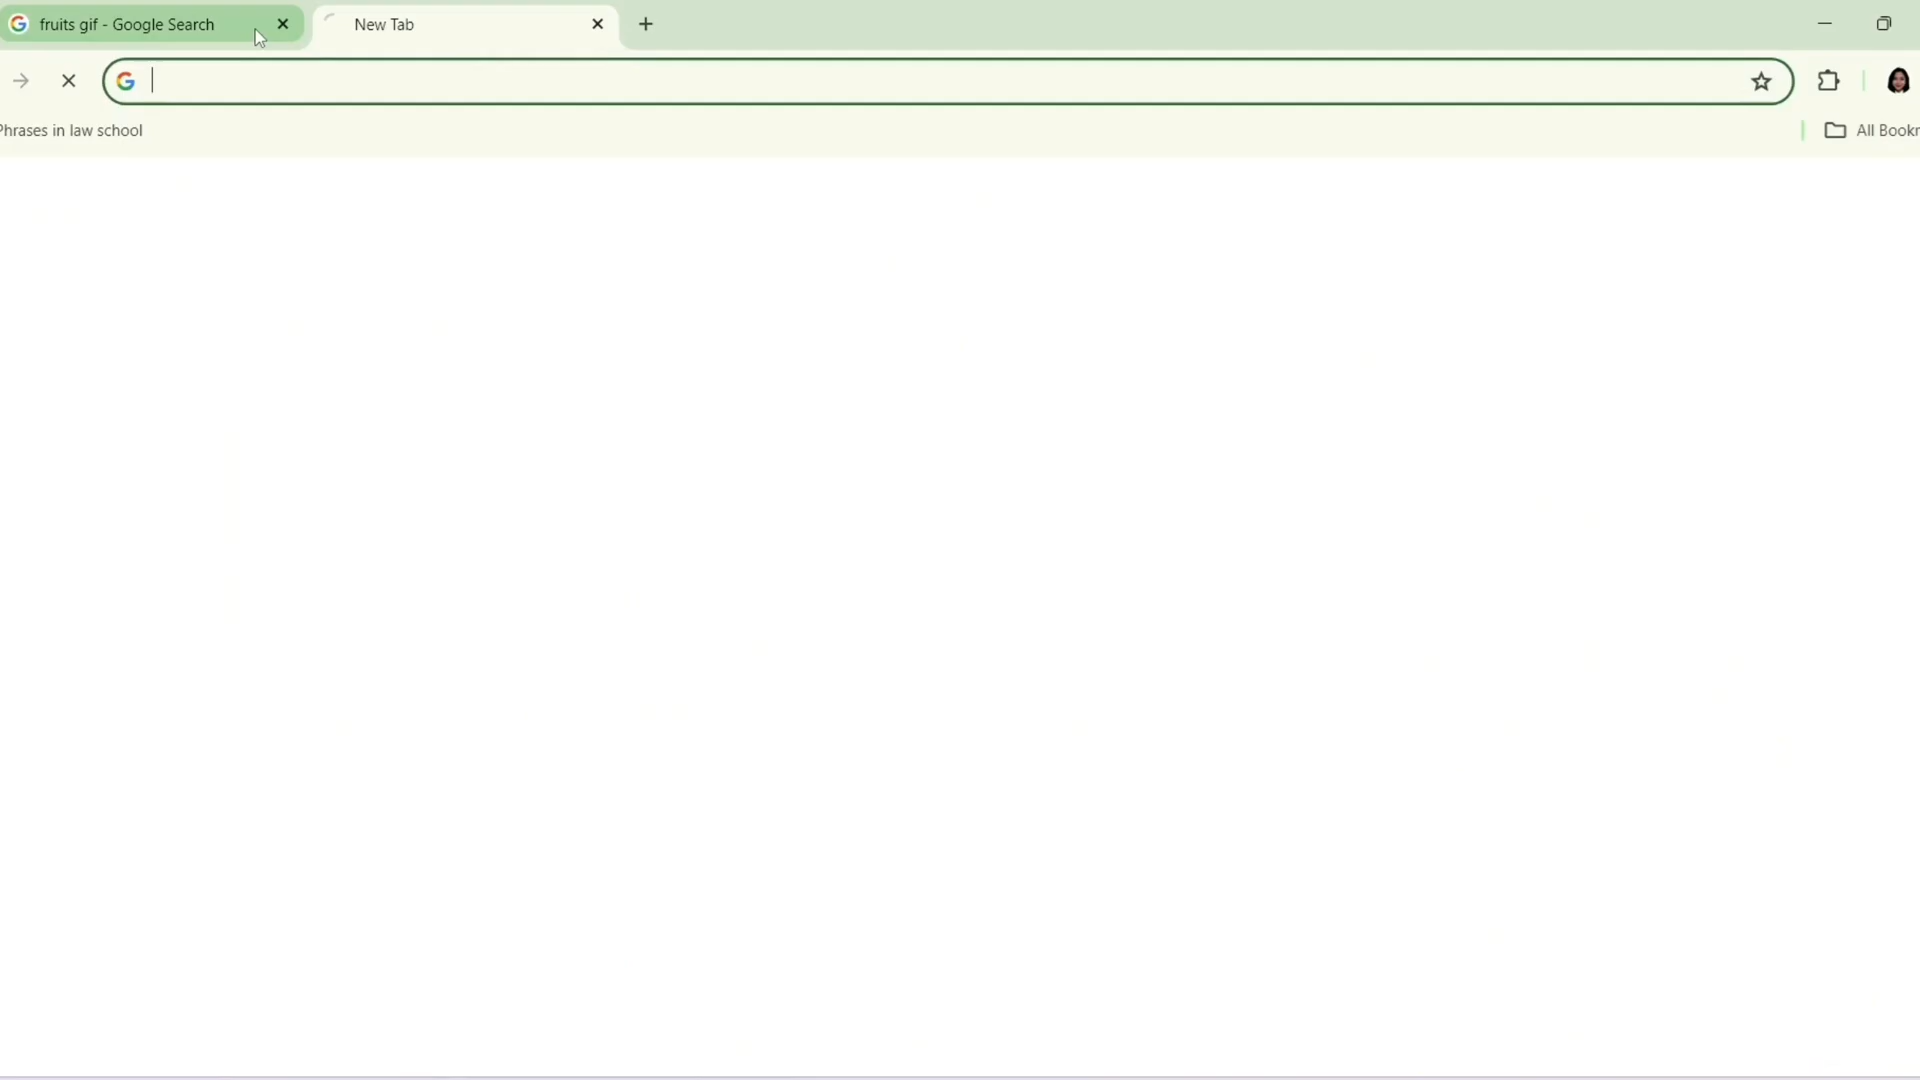 fruits gif - Google Search
New Tab
Phrases in law school
All Bookr